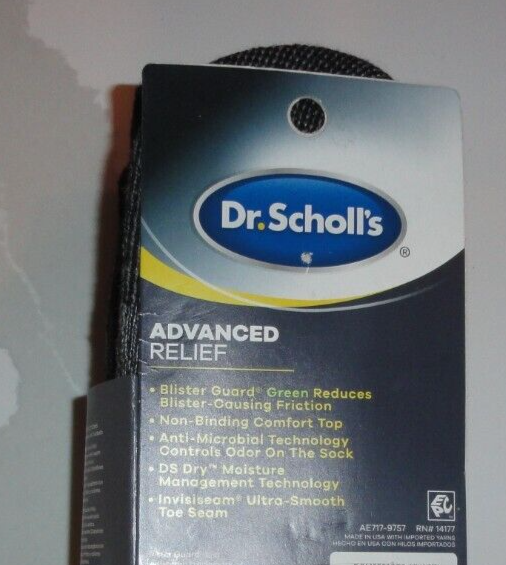 Dr.Scholl's
®
ADVANCED
RELIEF
• Blister Guard® Green Reduces
Blister-Causing Friction
• Non-Binding Comfort Top
• Anti-Microbial Technology
Controls Odor On The Sock
• DS Dry™ Moisture
Management Technology
• Invisiseam® Ultra-Smooth
Toe Seam
AE717-9757 RN# 14177
MADE IN USA WITH IMPORTED YARNS
HECHO EN USA CON HILOS IMPORTADOS